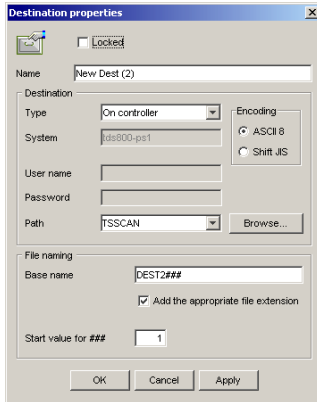 Destination properties
Locked
Name New Dest (2)
Destination
Type On controller
Encoding
ASCII 8
Shift JIS
System tds800-ps1
User name
Password
Path TSSCAN Browse...
File naming
Base name DEST2###
Add the appropriate file extension
Start value for ### 1
OK Cancel Apply